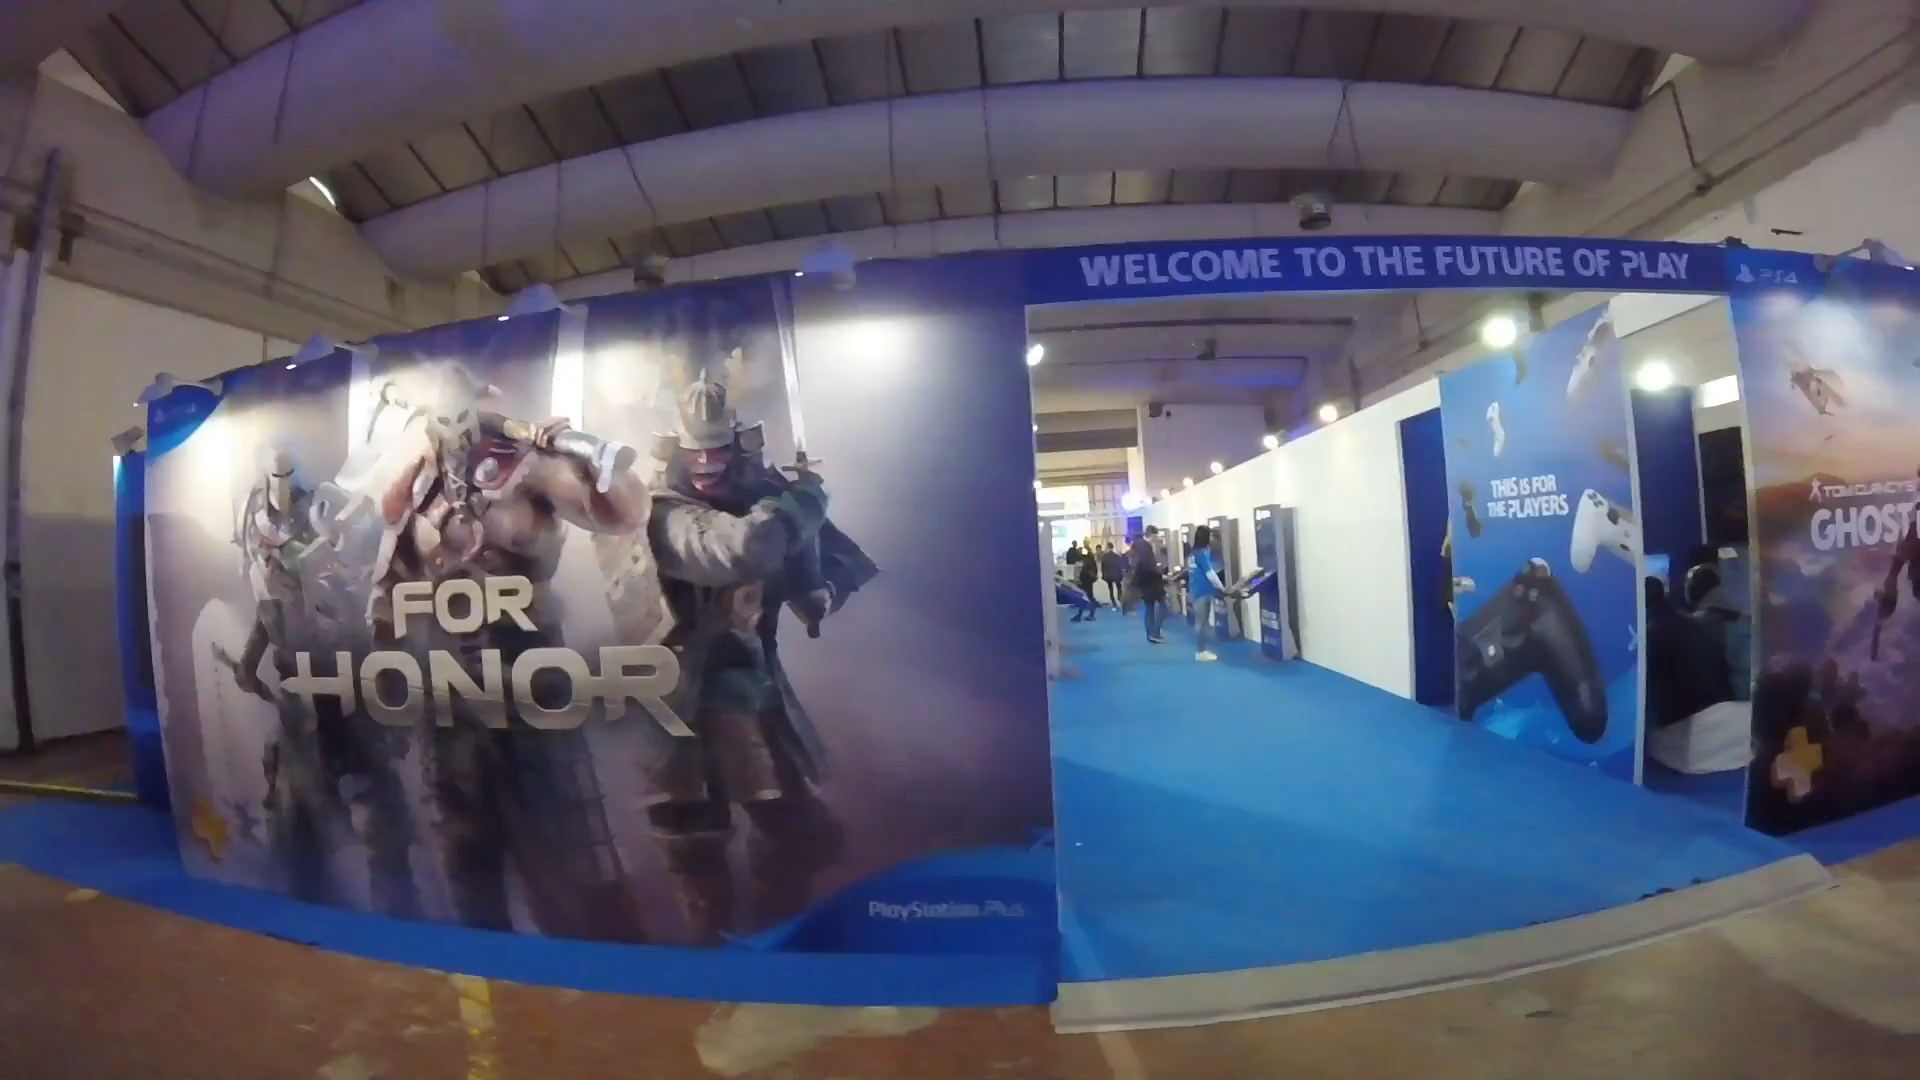 FOR
HONOR
PlayStation Plus
WELCOME TO THE FUTURE OF PLAY
PS4
THIS IS FOR
THE PLAYERS
TOM CLANCY'S
GHOST